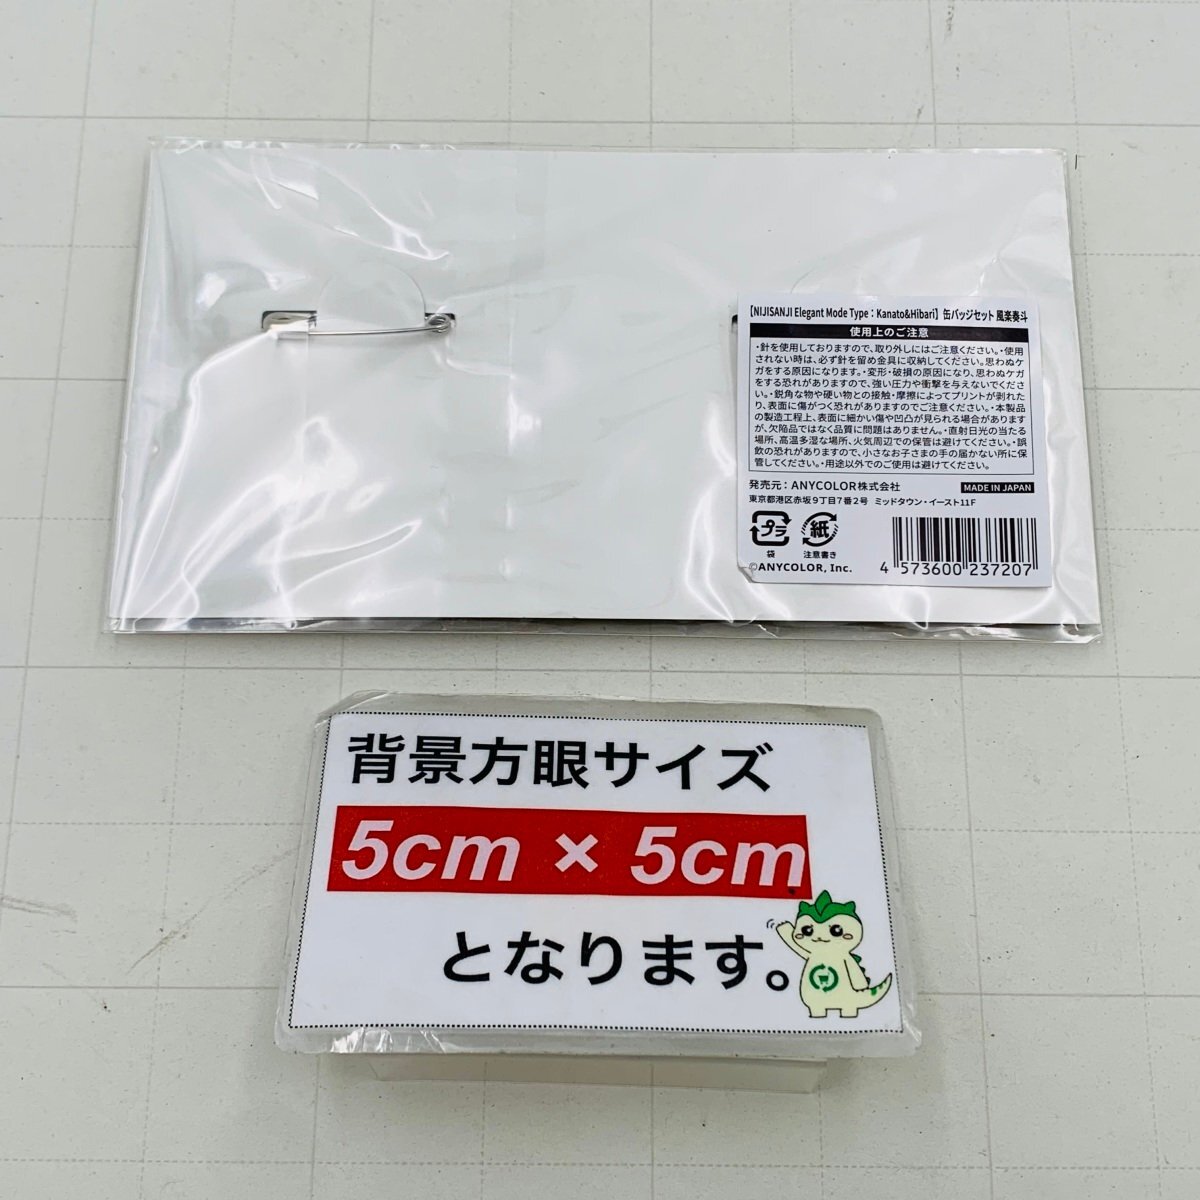 【NIJISANJI Elegant Mode Type：Kanato&Hibari】缶バッジセット 風楽奏斗
使用上のご注意
・針を使用しておりますので、取り外しにはご注意ください。・使用
されない時は、必ず針を留め金具に収納してください。思わぬケ
ガをする原因になります。・変形・破損の原因になり、思わぬケガ
をする恐れがありますので、強い圧力や衝撃を与えないでくださ
い。・鋭角な物や硬い物との接触・摩擦によってプリントが剥れた
り、表面に傷がつく恐れがありますのでご注意ください。・本製品
の製造工程上、表面に細かい傷や凹凸が見られる場合があります
が、欠陥品ではなく品質に問題はありません。・直射日光の当たる
場所、高温多湿な場所、火気周辺での保管は避けてください。・誤
飲の恐れがありますので、小さなお子さまの手の届かない所に保
管してください。・用途以外でのご使用は避けてください。
発売元：ANYCOLOR株式会社
MADE IN JAPAN
東京都港区赤坂9丁目7番2号 ミッドタウン・イースト11F
プラ
紙
袋
注意書き
©ANYCOLOR, Inc.
4 573600 237207
背景方眼サイズ
5cm × 5cm
となります。